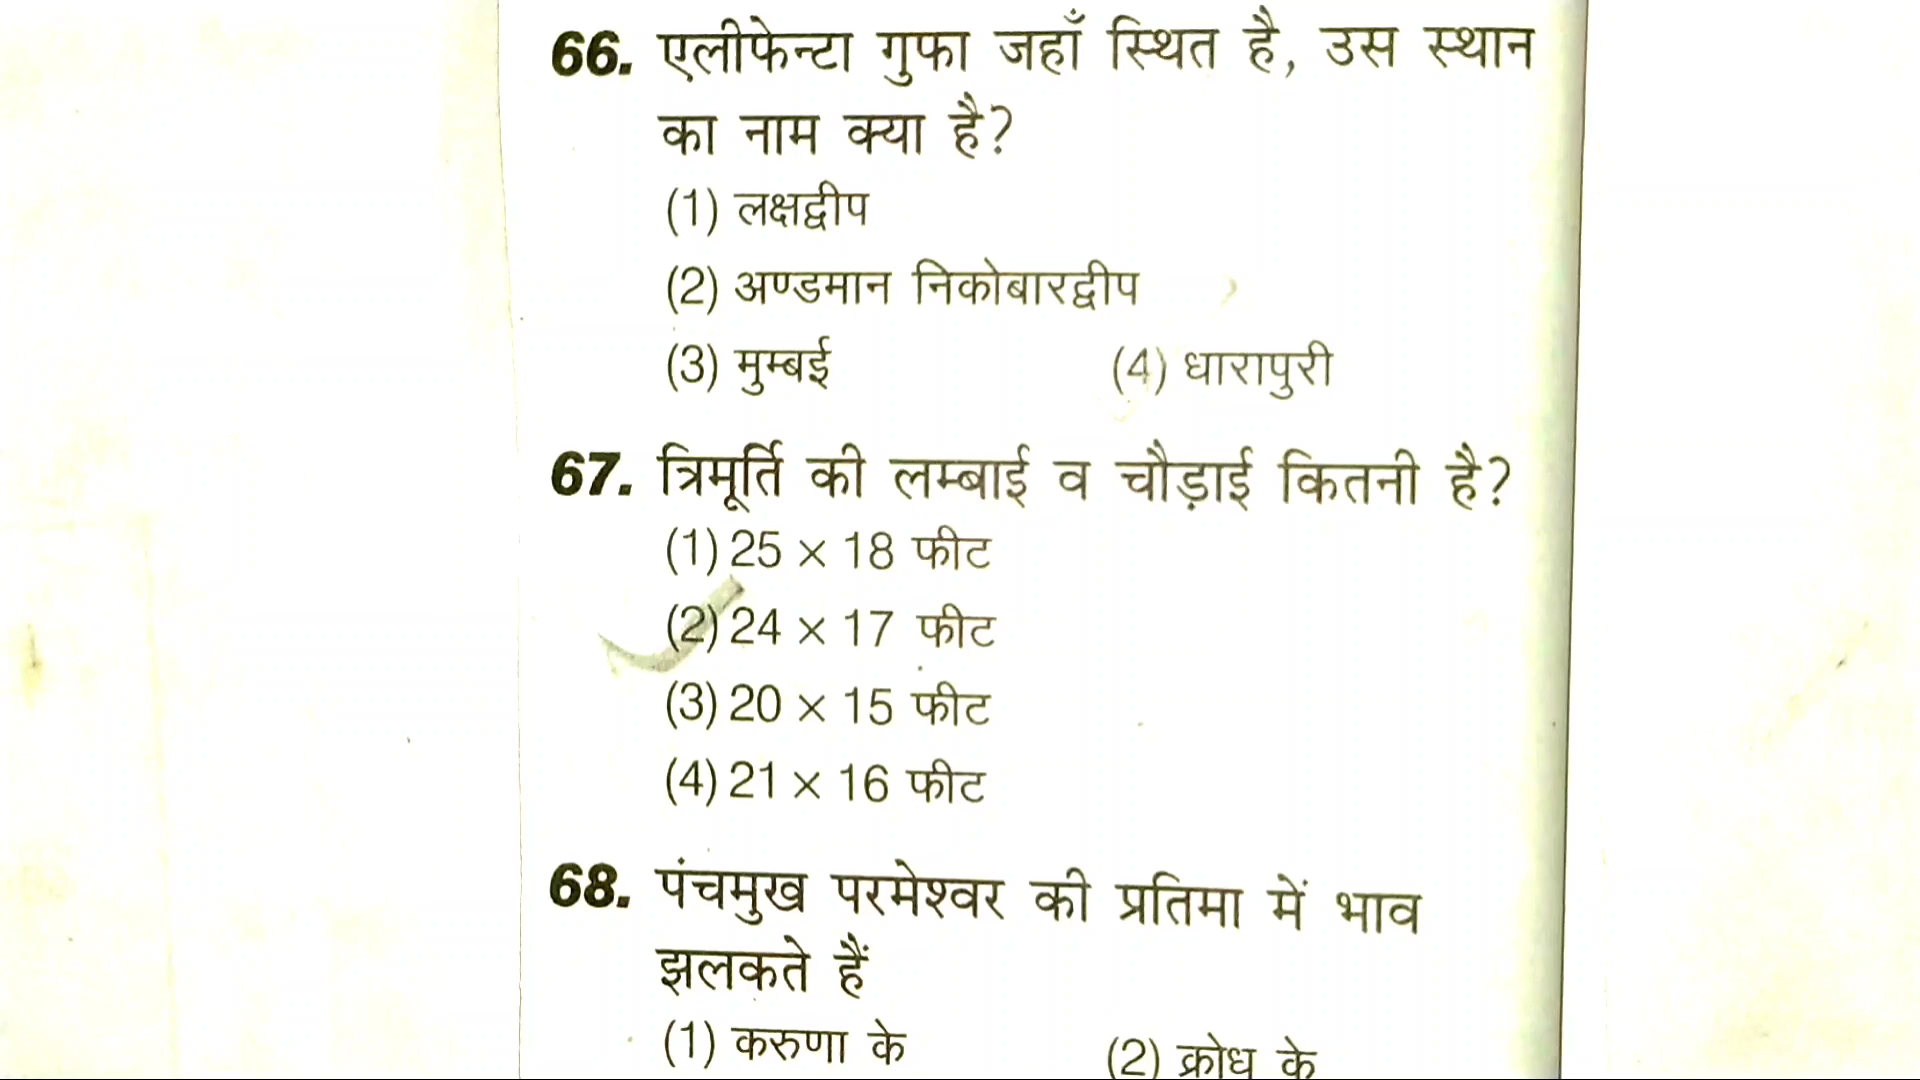 66. एलीफेन्टा गुफा जहाँ स्थित है, उस स्थान
का नाम क्या है?
(1) लक्षद्वीप
(2) अण्डमान निकोबारद्वीप
(3) मुम्बई (4) धारापुरी
67. त्रिमूर्ति की लम्बाई व चौड़ाई कितनी है?
(1) 25 × 18 फीट
(2) 24 × 17 फीट
(3) 20 × 15 फीट
(4) 21 × 16 फीट
68. पंचमुख परमेश्वर की प्रतिमा में भाव
झलकते हैं
(1) करुणा के (2) क्रोध के